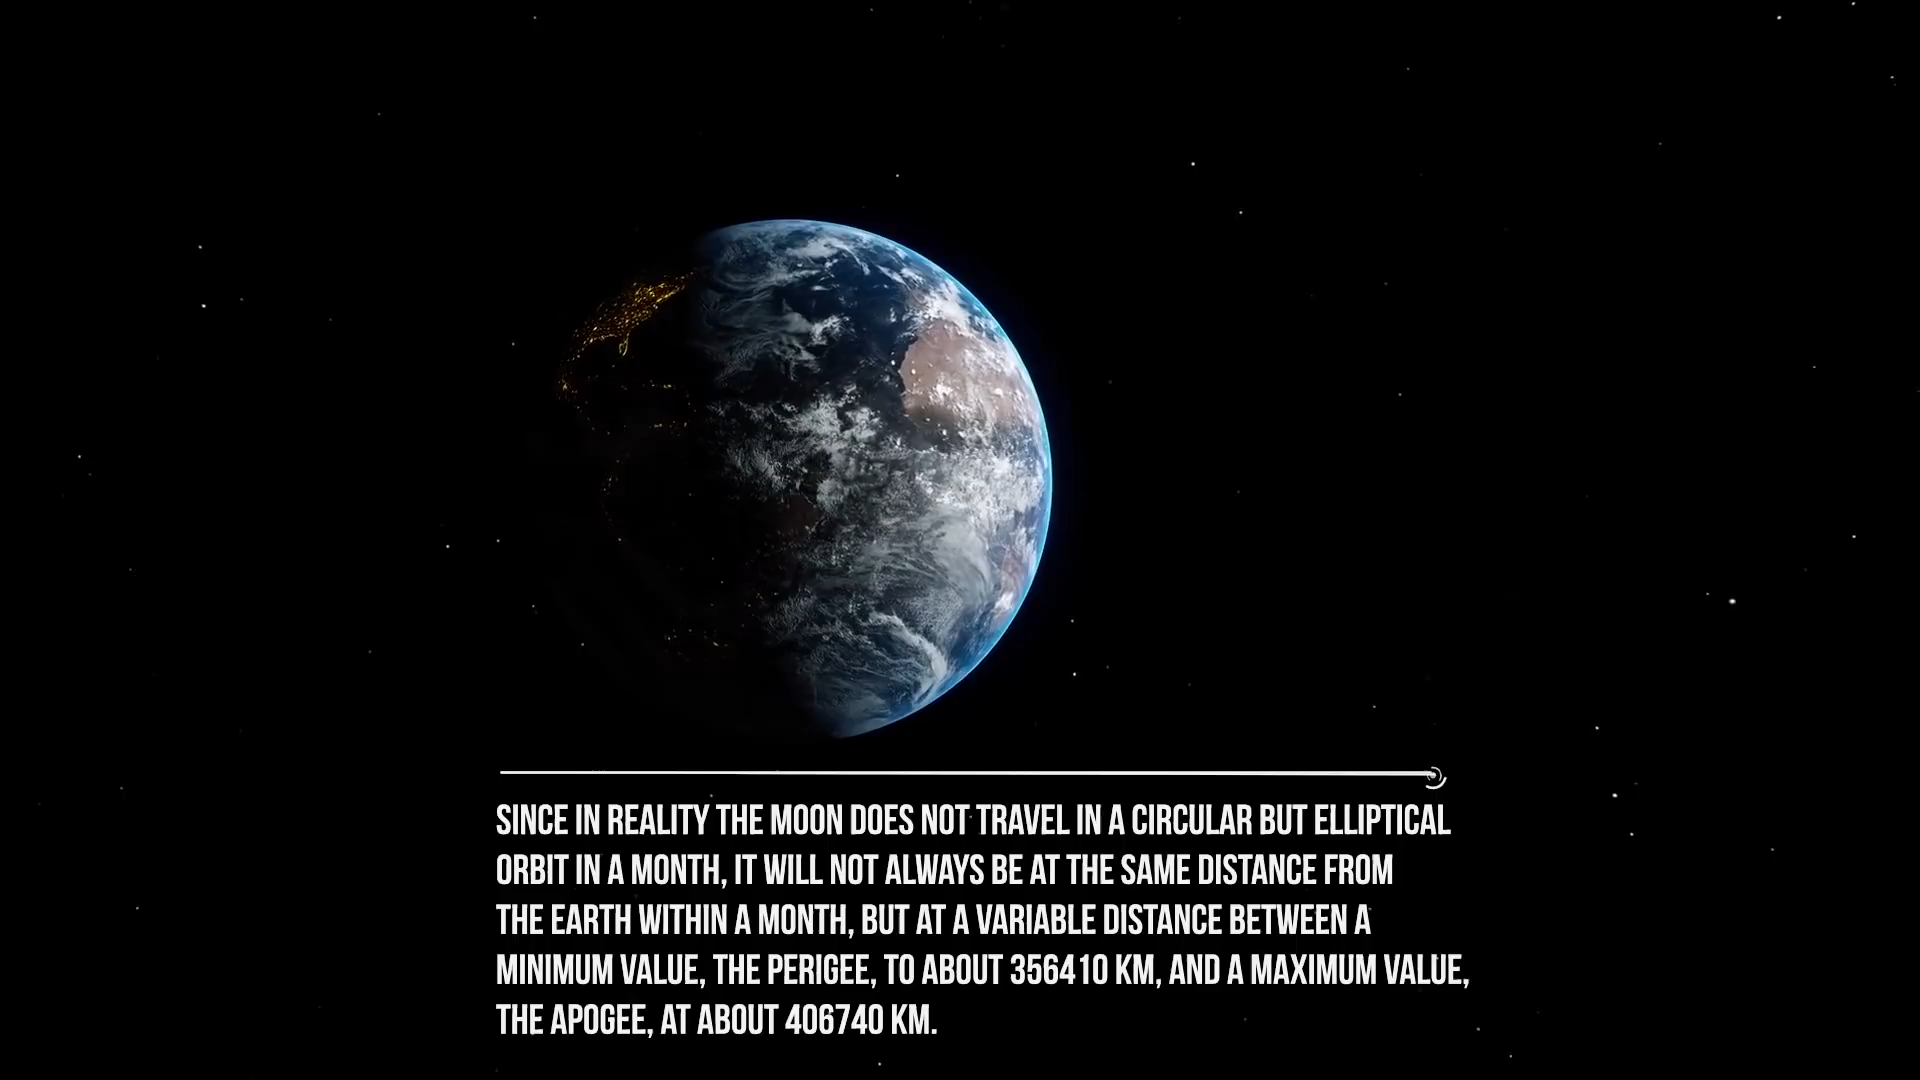 SINCE IN REALITY THE MOON DOES NOT TRAVEL IN A CIRCULAR BUT ELLIPTICAL
ORBIT IN A MONTH, IT WILL NOT ALWAYS BE AT THE SAME DISTANCE FROM
THE EARTH WITHIN A MONTH, BUT AT A VARIABLE DISTANCE BETWEEN A
MINIMUM VALUE, THE PERIGEE, TO ABOUT 356410 KM, AND A MAXIMUM VALUE,
THE APOGEE, AT ABOUT 406740 KM.